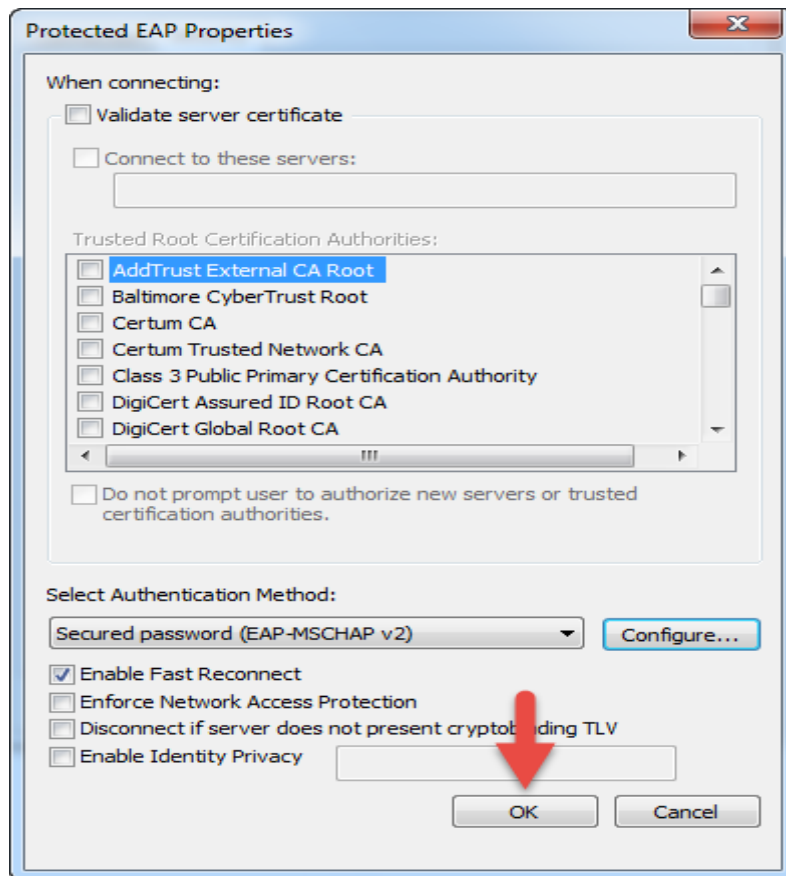 Protected EAP Properties
When connecting:
Validate server certificate
Connect to these servers:
Trusted Root Certification Authorities:
AddTrust External CA Root
Baltimore CyberTrust Root
Certum CA
Certum Trusted Network CA
Class 3 Public Primary Certification Authority
DigiCert Assured ID Root CA
DigiCert Global Root CA
Do not prompt user to authorize new servers or trusted
certification authorities.
Select Authentication Method:
Secured password (EAP-MSCHAP v2)
Configure...
Enable Fast Reconnect
Enforce Network Access Protection
Disconnect if server does not present cryptobinding TLV
Enable Identity Privacy
OK
Cancel